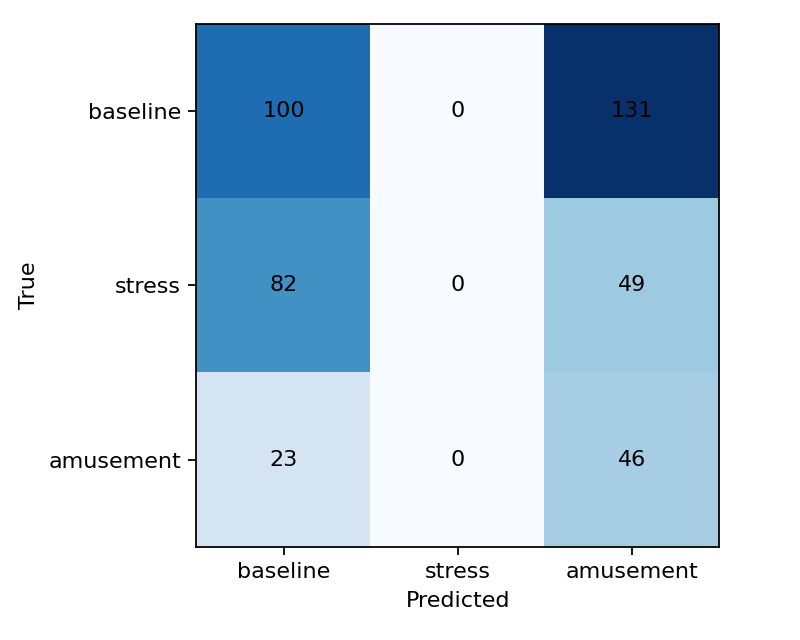 baseline 100 0 131
stress 82 0 49
amusement 23 0 46
baseline stress amusement
Predicted
True